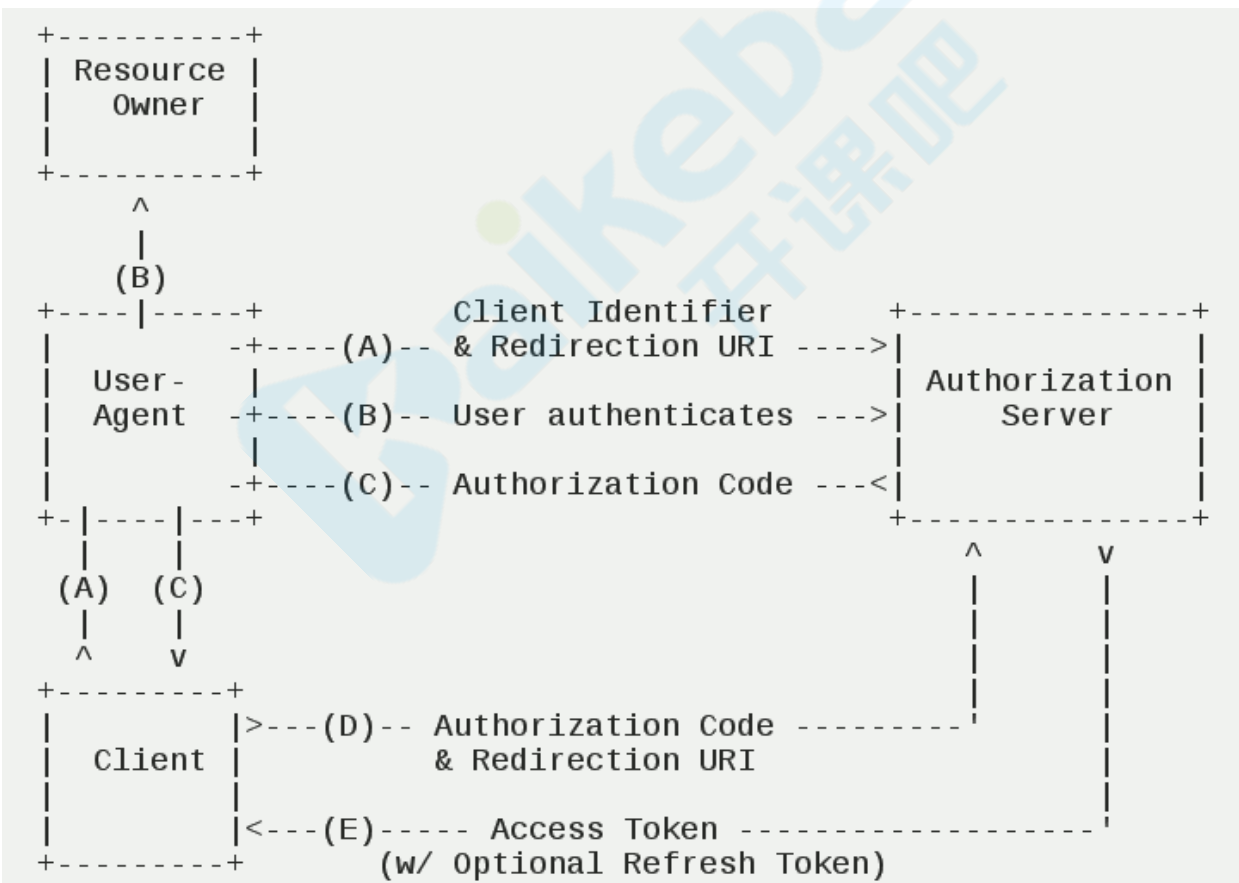 +----------+
| Resource |
|   Owner  |
|          |
+----------+
     ^
     |
    (B)
+----|-----+          Client Identifier      +---------------+
|         -+----(A)-- & Redirection URI ---->|               |
|  User-   |                                 | Authorization |
|  Agent  -+----(B)-- User authenticates --->|     Server    |
|          |                                 |               |
|         -+----(C)-- Authorization Code ---<|               |
+-|----|---+                                 +---------------+
  |    |                                         ^      v
 (A)  (C)                                        |      |
  |    |                                         |      |
  ^    v                                         |      |
+---------+                                      |      |
|         |>---(D)-- Authorization Code ---------'      |
|  Client |          & Redirection URI                  |
|         |                                             |
|         |<---(E)----- Access Token -------------------'
+---------+       (w/ Optional Refresh Token)
Kaikeba
开课吧